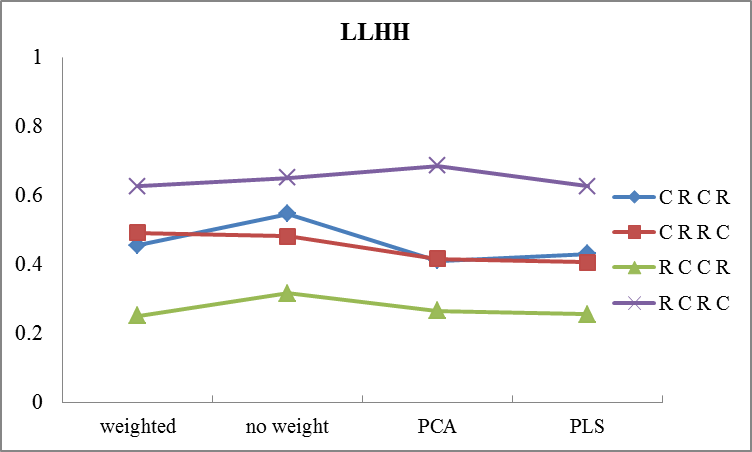 LLHH
1
0.8
0.6
0.4
0.2
0
weighted
no weight
PCA
PLS
C R C R
C R R C
R C C R
R C R C